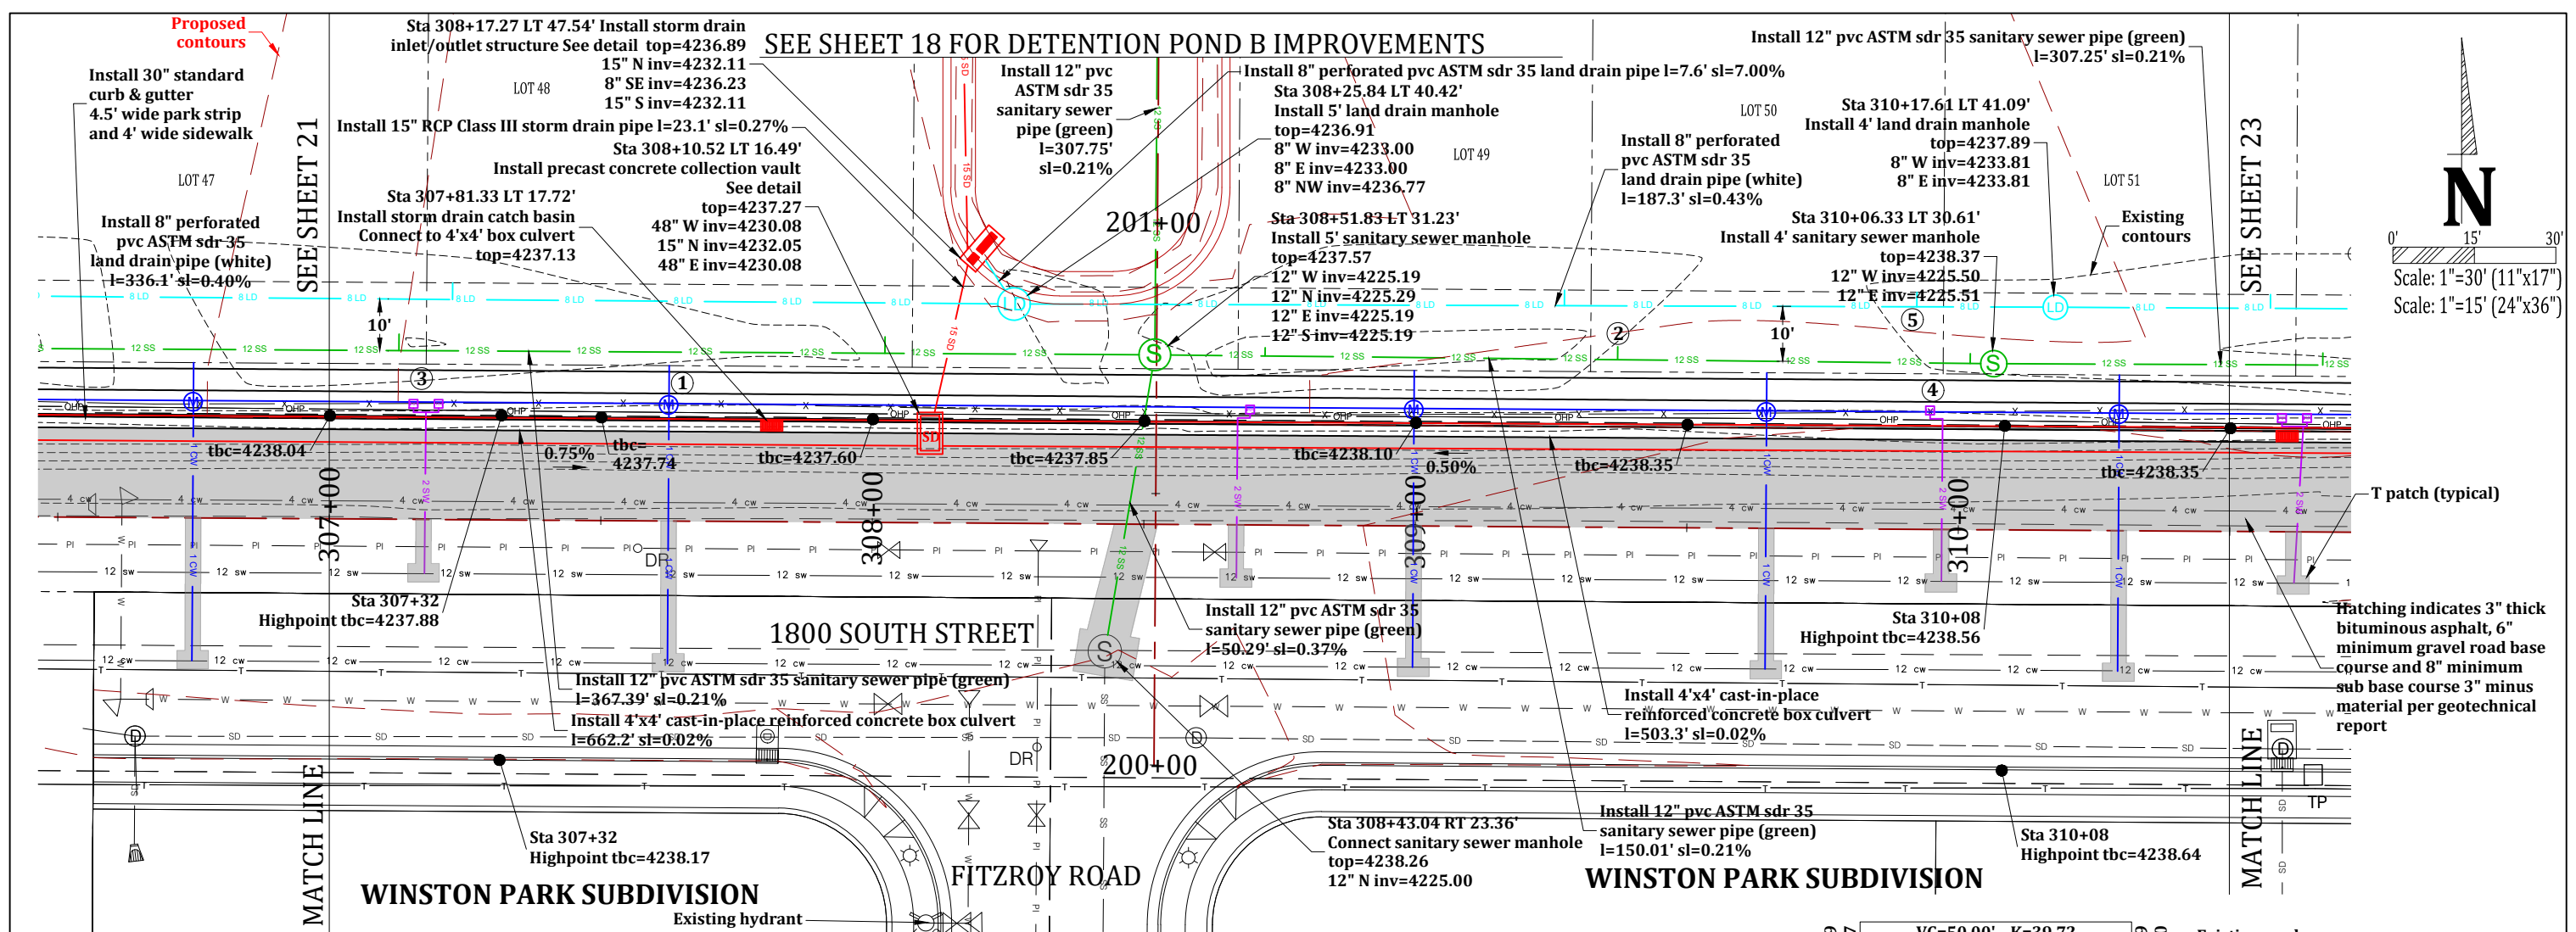 Proposed
contours
Install 30" standard
curb & gutter
4.5' wide park strip
and 4' wide sidewalk
LOT 47
Install 8" perforated
pvc ASTM sdr 35
land drain pipe (white)
l=336.1' sl=0.40%
SEE SHEET 21
LOT 48
Sta 308+17.27 LT 47.54' Install storm drain
inlet/outlet structure See detail top=4236.89
15" N inv=4232.11
8" SE inv=4236.23
15" S inv=4232.11
Install 15" RCP Class III storm drain pipe l=23.1' sl=0.27%
Sta 308+10.52 LT 16.49'
Install precast concrete collection vault
See detail
top=4237.27
48" W inv=4230.08
15" N inv=4232.05
48" E inv=4230.08
Sta 307+81.33 LT 17.72'
Install storm drain catch basin
Connect to 4'x4' box culvert
top=4237.13
SEE SHEET 18 FOR DETENTION POND B IMPROVEMENTS
Install 12" pvc
ASTM sdr 35
sanitary sewer
pipe (green)
l=307.75'
sl=0.21%
201+00
Install 8" perforated pvc ASTM sdr 35 land drain pipe l=7.6' sl=7.00%
Sta 308+25.84 LT 40.42'
Install 5' land drain manhole
top=4236.91
8" W inv=4233.00
8" E inv=4233.00
8" NW inv=4236.77
LOT 49
Sta 308+51.83 LT 31.23'
Install 5' sanitary sewer manhole
top=4237.57
12" W inv=4225.19
12" N inv=4225.29
12" E inv=4225.19
12" S inv=4225.19
Install 8" perforated
pvc ASTM sdr 35
land drain pipe (white)
l=187.3' sl=0.43%
LOT 50
Install 12" pvc ASTM sdr 35 sanitary sewer pipe (green)
l=307.25' sl=0.21%
Sta 310+17.61 LT 41.09'
Install 4' land drain manhole
top=4237.89
8" W inv=4233.81
8" E inv=4233.81
Sta 310+06.33 LT 30.61'
Install 4' sanitary sewer manhole
top=4238.37
12" W inv=4225.50
12" E inv=4225.51
LOT 51
Existing
contours
SEE SHEET 23
N
0' 15' 30'
Scale: 1"=30' (11"x17")
Scale: 1"=15' (24"x36")
10'
10'
3
1
2
5
4
LD
LD
S
S
SD
tbc=4238.04
0.75%
tbc=
4237.74
tbc=4237.60
tbc=4237.85
tbc=4238.10
0.50%
tbc=4238.35
tbc=4238.35
307+00
308+00
309+00
310+00
T patch (typical)
DR
Sta 307+32
Highpoint tbc=4237.88
1800 SOUTH STREET
Install 12" pvc ASTM sdr 35
sanitary sewer pipe (green)
l=50.29' sl=0.37%
S
Sta 310+08
Highpoint tbc=4238.56
Hatching indicates 3" thick
bituminous asphalt, 6"
minimum gravel road base
course and 8" minimum
sub base course 3" minus
material per geotechnical
report
Install 12" pvc ASTM sdr 35 sanitary sewer pipe (green)
l=367.39' sl=0.21%
Install 4'x4' cast-in-place reinforced concrete box culvert
l=662.2' sl=0.02%
Install 4'x4' cast-in-place
reinforced concrete box culvert
l=503.3' sl=0.02%
D
D
D
DR
200+00
TP
MATCH LINE
MATCH LINE
Sta 307+32
Highpoint tbc=4238.17
Sta 308+43.04 RT 23.36'
Connect sanitary sewer manhole
top=4238.26
12" N inv=4225.00
Install 12" pvc ASTM sdr 35
sanitary sewer pipe (green)
l=150.01' sl=0.21%
Sta 310+08
Highpoint tbc=4238.64
WINSTON PARK SUBDIVISION
FITZROY ROAD
WINSTON PARK SUBDIVISION
Existing hydrant
VC=50.00' K=39.72